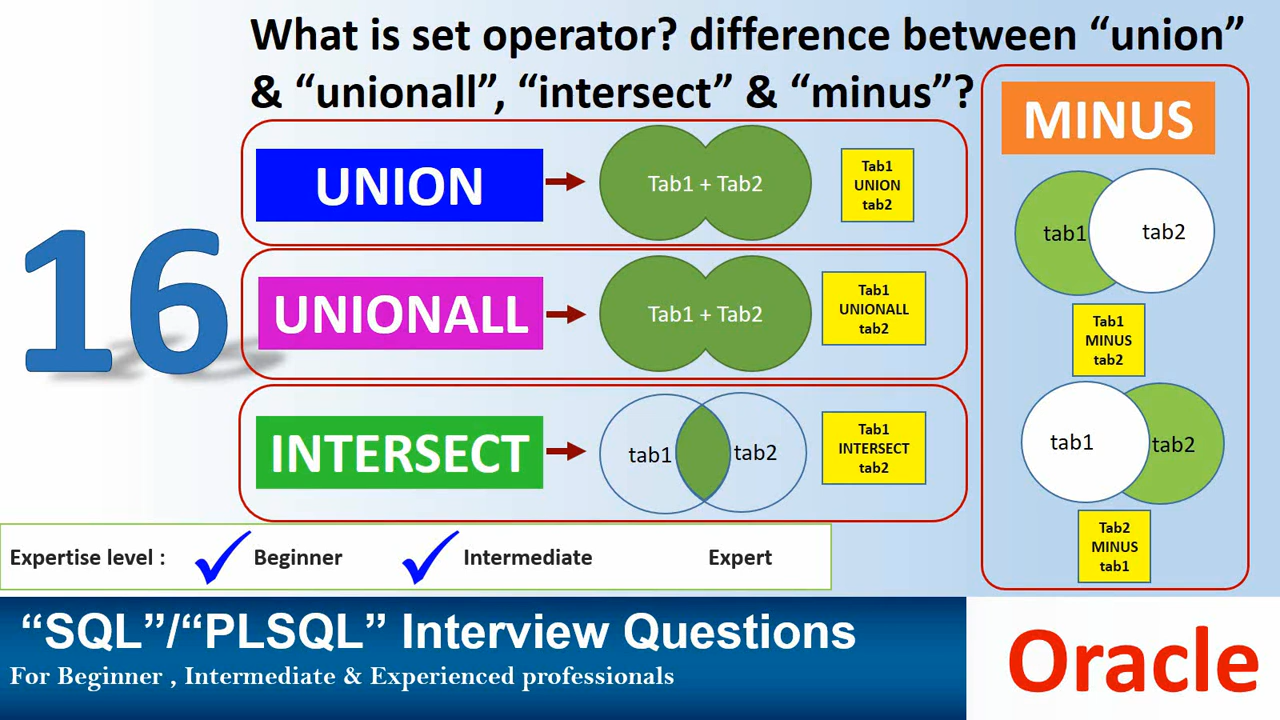 What is set operator? difference between “union”
& “unionall”, “intersect” & “minus”?
16
UNION
Tab1 + Tab2
Tab1
UNION
tab2
UNIONALL
Tab1 + Tab2
Tab1
UNIONALL
tab2
INTERSECT
tab1
tab2
Tab1
INTERSECT
tab2
MINUS
tab1
tab2
Tab1
MINUS
tab2
tab1
tab2
Tab2
MINUS
tab1
Expertise level : Beginner Intermediate Expert
“SQL”/“PLSQL” Interview Questions
For Beginner , Intermediate & Experienced professionals
Oracle